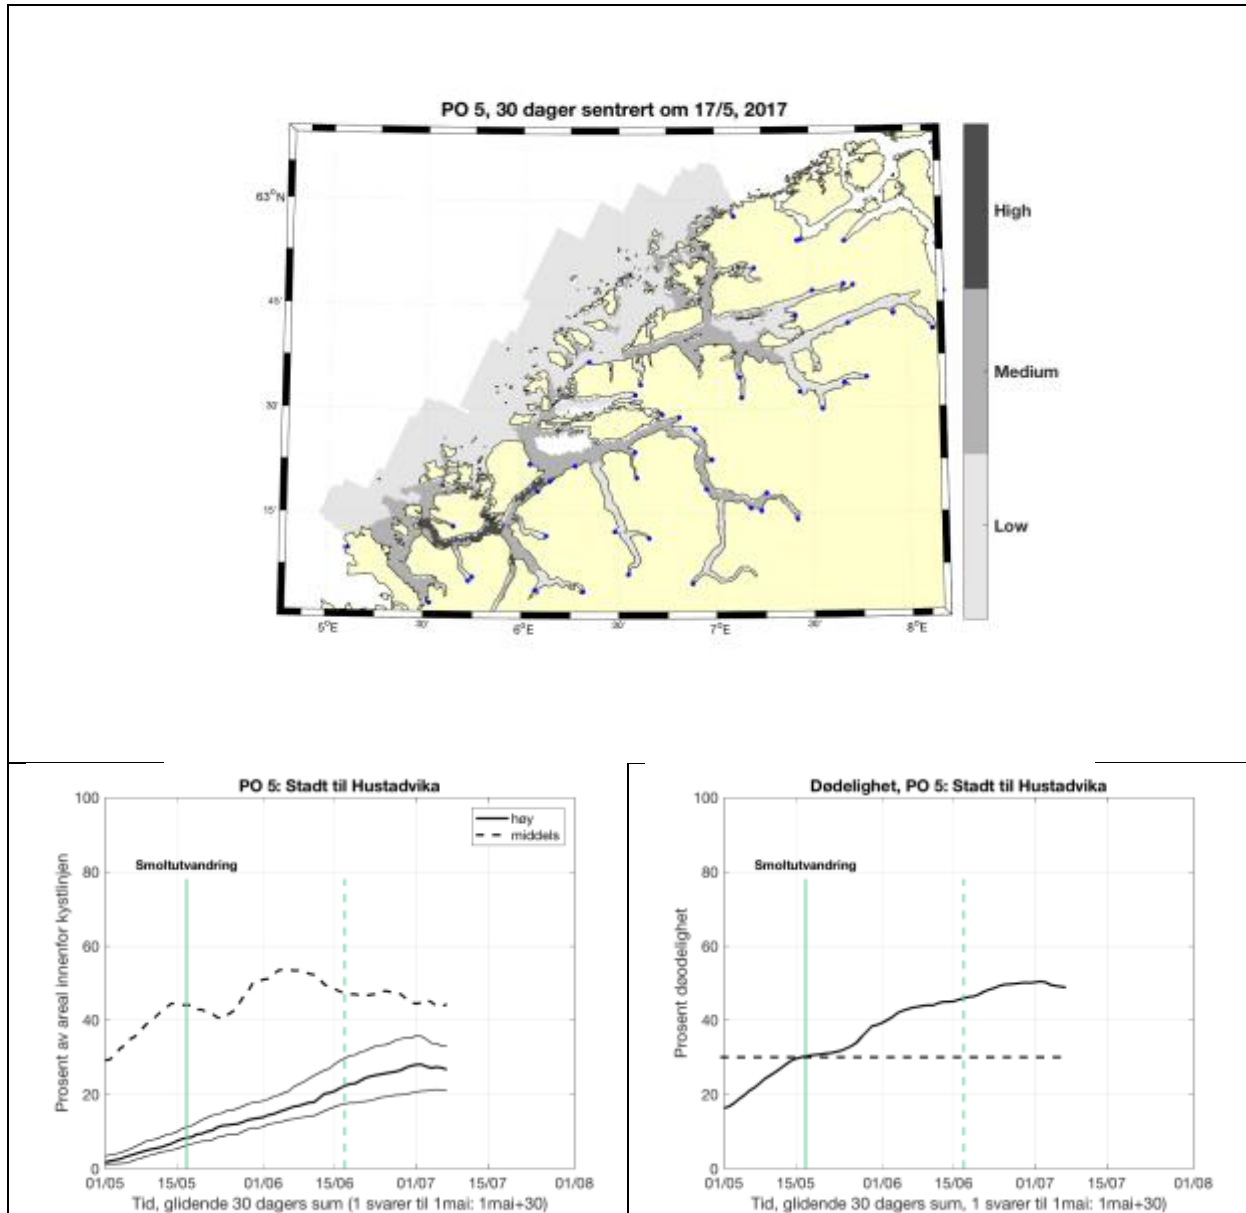 PO 5, 30 dager sentrert om 17/5, 2017
63°N
45'
30'
15'
5°E
30'
6°E
30'
7°E
30'
8°E
High
Medium
Low
PO 5: Stadt til Hustadvika
høy
middels
Smoltutvandring
Prosent av areal innenfor kystlinjen
100
80
60
40
20
0
01/05
15/05
01/06
15/06
01/07
15/07
01/08
Tid, glidende 30 dagers sum (1 svarer til 1mai: 1mai+30)
Dødelighet, PO 5: Stadt til Hustadvika
Smoltutvandring
Prosent døodelighet
100
80
60
40
20
0
01/05
15/05
01/06
15/06
01/07
15/07
01/08
Tid, glidende 30 dagers sum, 1 svarer til 1mai: 1mai+30)